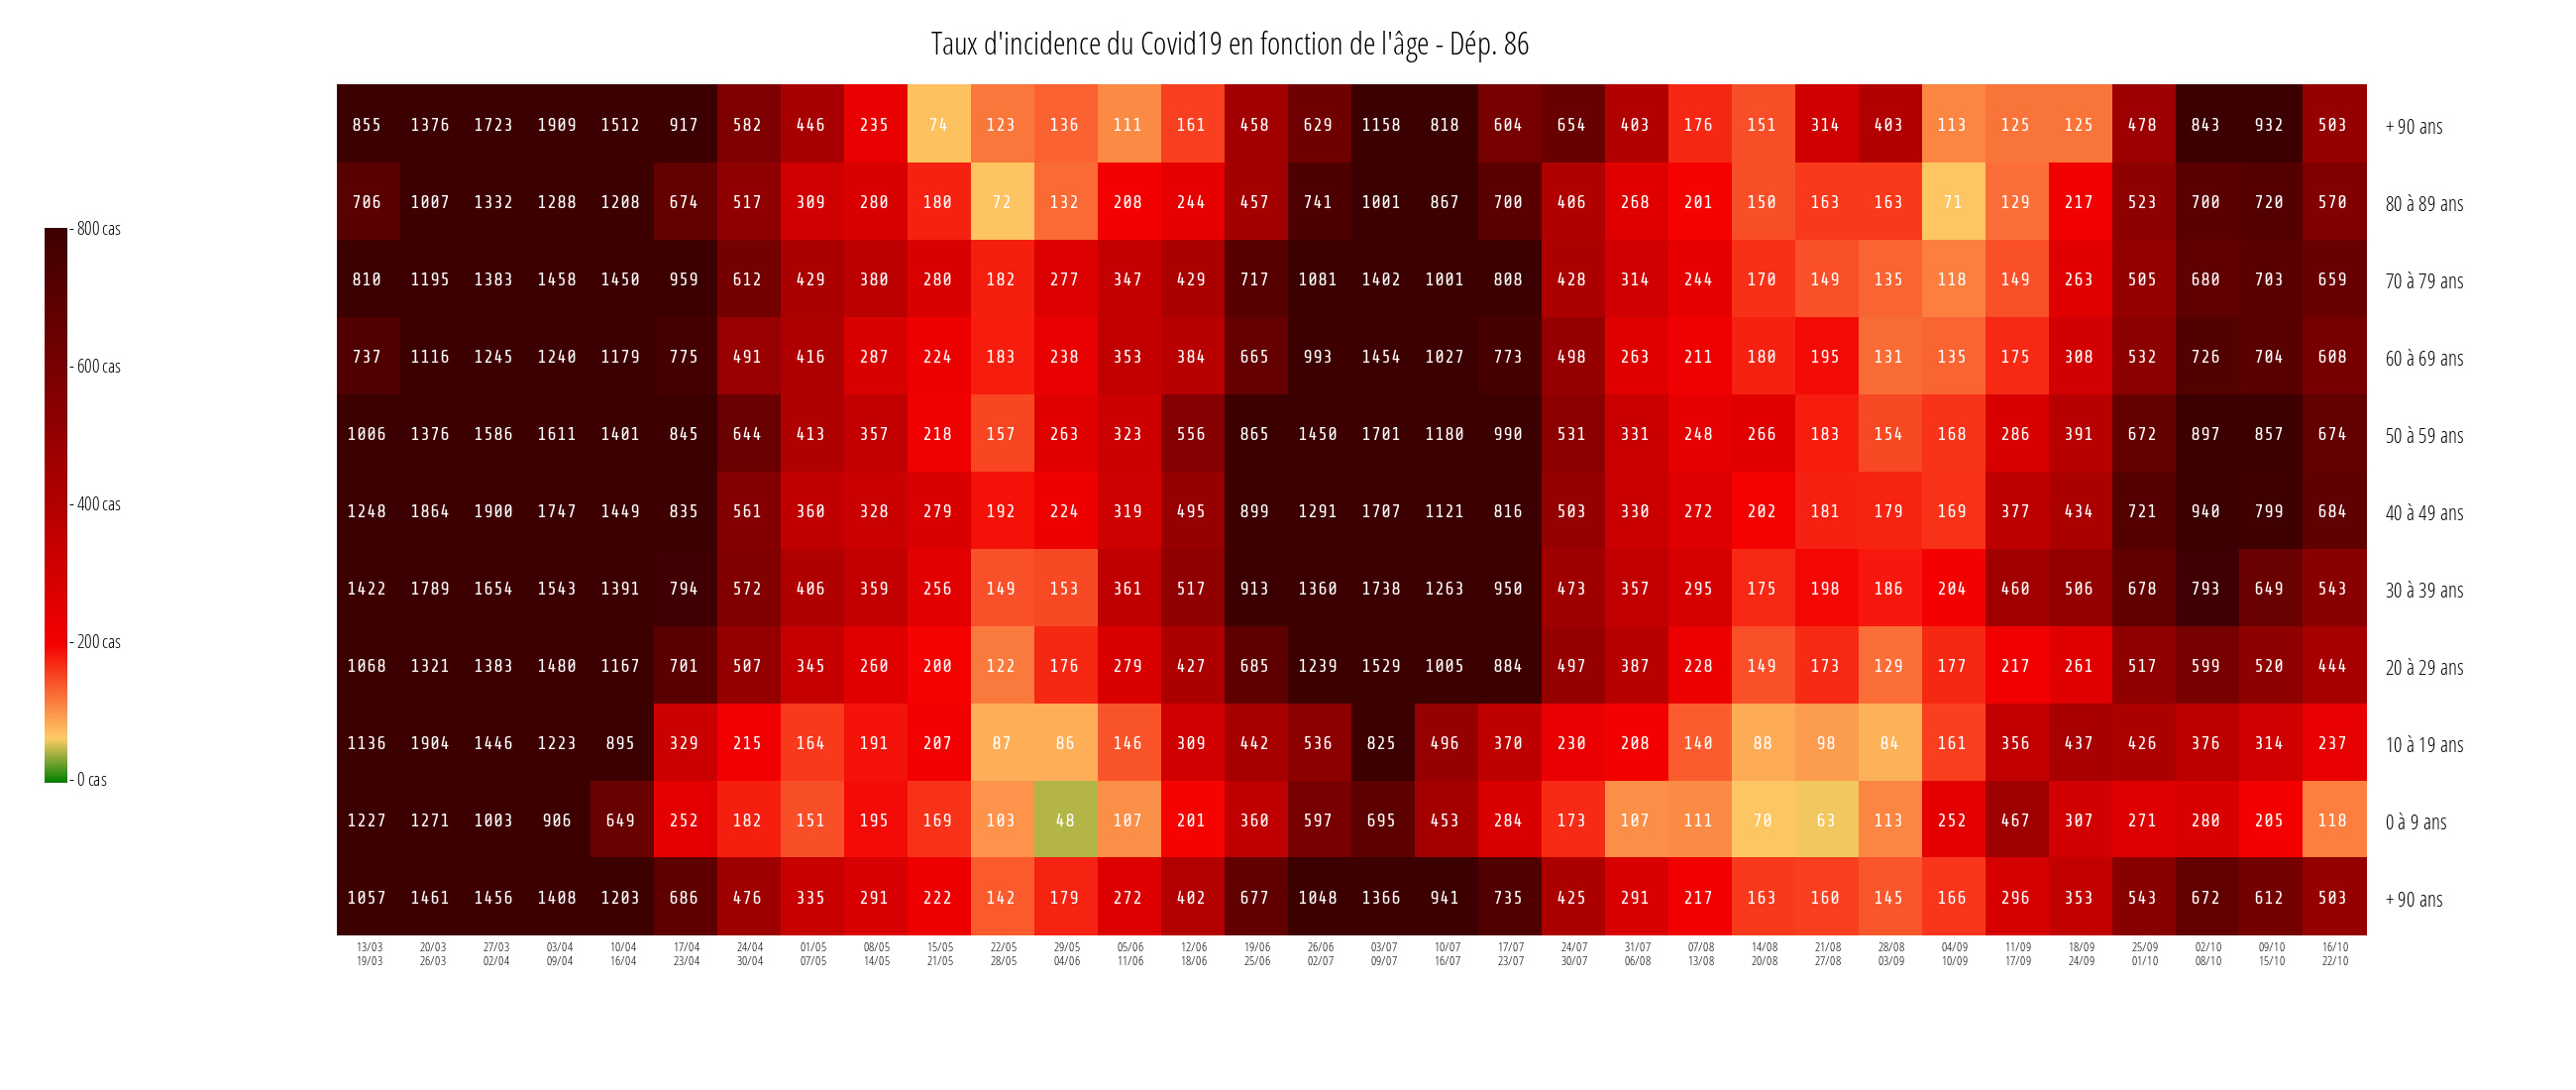 Taux d'incidence du Covid19 en fonction de l'âge - Dép. 86
855 1376 1723 1909 1512 917 582 446 235 74 123 136 111 161 458 629 1158 818 604 654 403 176 151 314 403 113 125 125 478 843 932 503 + 90 ans
706 1007 1332 1288 1208 674 517 309 280 180 72 132 208 244 457 741 1001 867 700 406 268 201 150 163 163 71 129 217 523 700 720 570 80 à 89 ans
810 1195 1383 1458 1450 959 612 429 380 280 182 277 347 429 717 1081 1402 1001 808 428 314 244 170 149 135 118 149 263 505 680 703 659 70 à 79 ans
737 1116 1245 1240 1179 775 491 416 287 224 183 238 353 384 665 993 1454 1027 773 498 263 211 180 195 131 135 175 308 532 726 704 608 60 à 69 ans
1006 1376 1586 1611 1401 845 644 413 357 218 157 263 323 556 865 1450 1701 1180 990 531 331 248 266 183 154 168 286 391 672 897 857 674 50 à 59 ans
1248 1864 1900 1747 1449 835 561 360 328 279 192 224 319 495 899 1291 1707 1121 816 503 330 272 202 181 179 169 377 434 721 940 799 684 40 à 49 ans
1422 1789 1654 1543 1391 794 572 406 359 256 149 153 361 517 913 1360 1738 1263 950 473 357 295 175 198 186 204 460 506 678 793 649 543 30 à 39 ans
1068 1321 1383 1480 1167 701 507 345 260 200 122 176 279 427 685 1239 1529 1005 884 497 387 228 149 173 129 177 217 261 517 599 520 444 20 à 29 ans
1136 1904 1446 1223 895 329 215 164 191 207 87 86 146 309 442 536 825 496 370 230 208 140 88 98 84 161 356 437 426 376 314 237 10 à 19 ans
1227 1271 1003 906 649 252 182 151 195 169 103 48 107 201 360 597 695 453 284 173 107 111 70 63 113 252 467 307 271 280 205 118 0 à 9 ans
1057 1461 1456 1408 1203 686 476 335 291 222 142 179 272 402 677 1048 1366 941 735 425 291 217 163 160 145 166 296 353 543 672 612 503 + 90 ans
13/03 20/03 27/03 03/04 10/04 17/04 24/04 01/05 08/05 15/05 22/05 29/05 05/06 12/06 19/06 26/06 03/07 10/07 17/07 24/07 31/07 07/08 14/08 21/08 28/08 04/09 11/09 18/09 25/09 02/10 09/10 16/10
19/03 26/03 02/04 09/04 16/04 23/04 30/04 07/05 14/05 21/05 28/05 04/06 11/06 18/06 25/06 02/07 09/07 16/07 23/07 30/07 06/08 13/08 20/08 27/08 03/09 10/09 17/09 24/09 01/10 08/10 15/10 22/10
- 800 cas
- 600 cas
- 400 cas
- 200 cas
- 0 cas